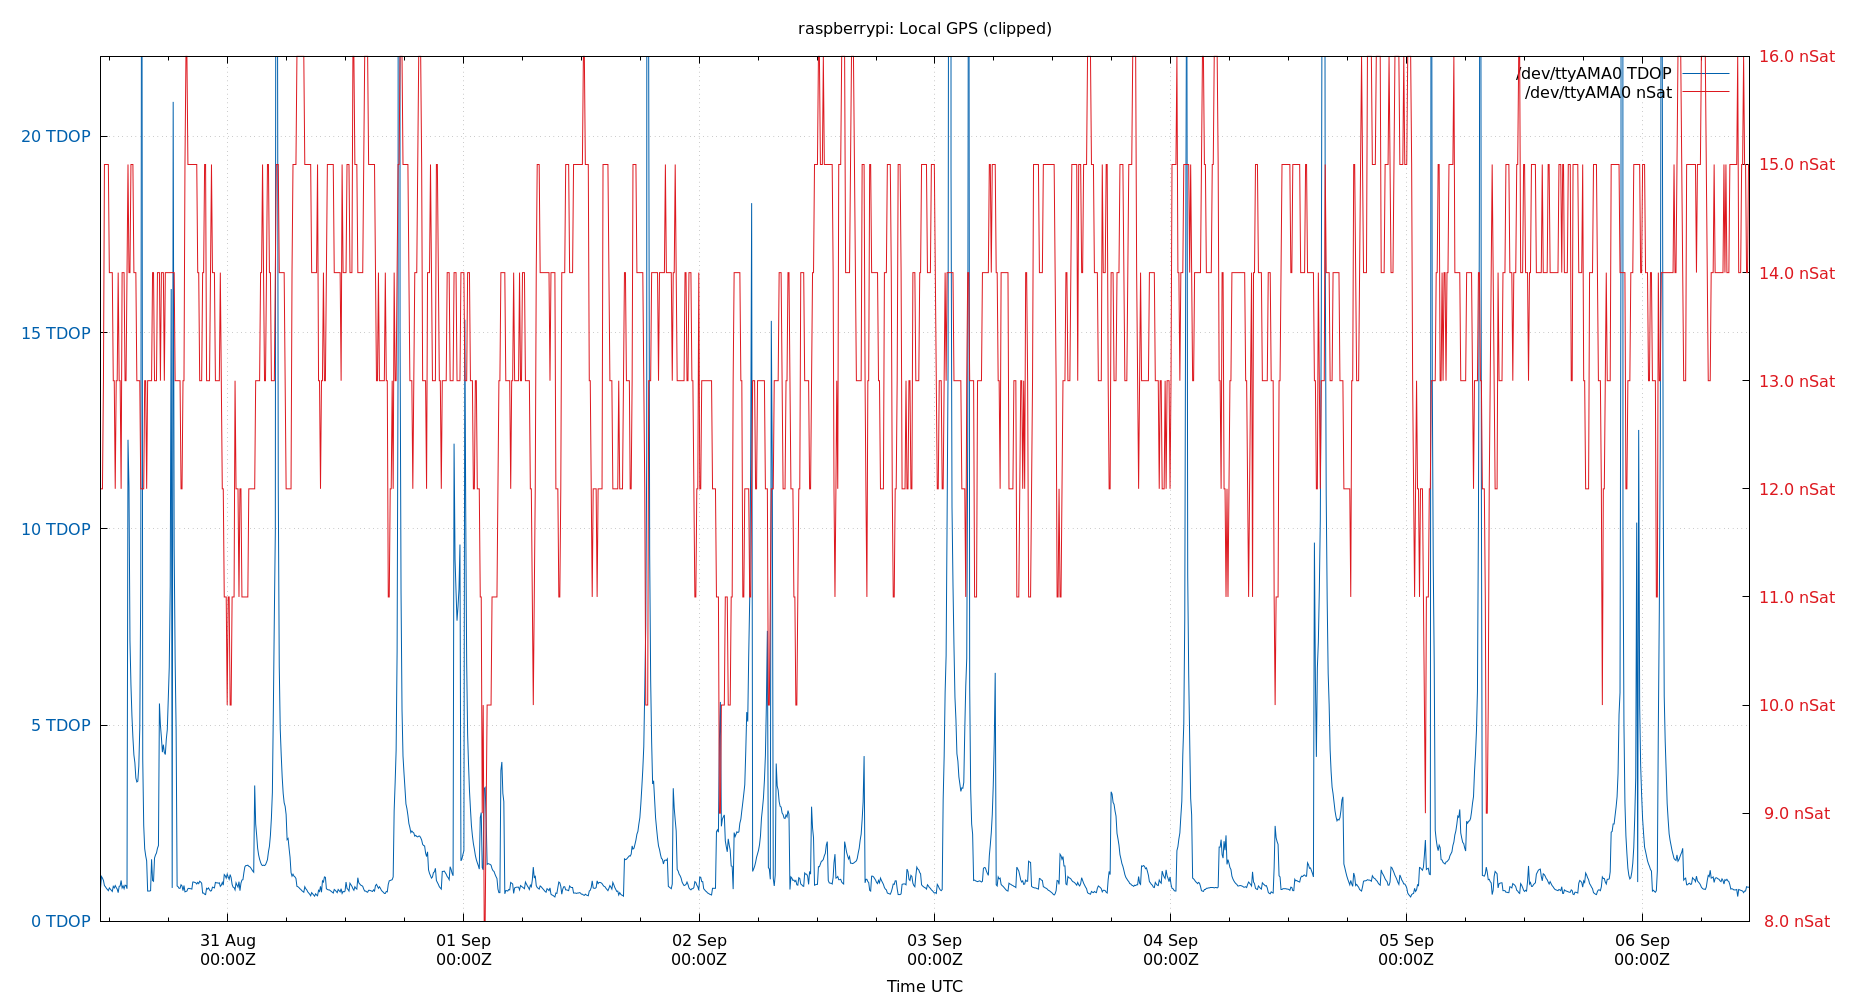 raspberrypi: Local GPS (clipped)
16.0 nSat
/dev/ttyAMA0 TDOP
/dev/ttyAMA0 nSat
20 TDOP
15.0 nSat
14.0 nSat
15 TDOP
13.0 nSat
12.0 nSat
10 TDOP
11.0 nSat
10.0 nSat
5 TDOP
9.0 nSat
0 TDOP
8.0 nSat
31 Aug
00:00Z
01 Sep
00:00Z
02 Sep
00:00Z
03 Sep
00:00Z
04 Sep
00:00Z
05 Sep
00:00Z
06 Sep
00:00Z
Time UTC